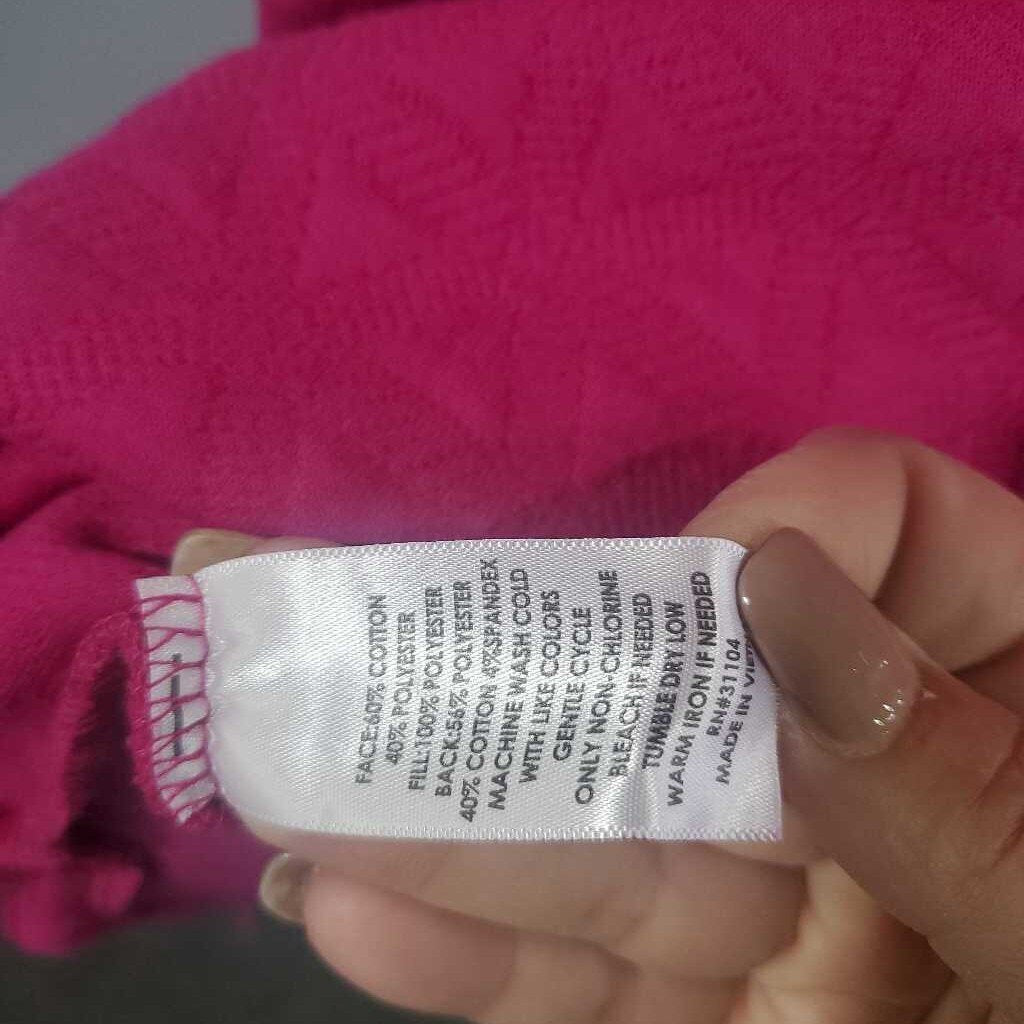 FACE:60% COTTON
40% POLYESTER
FILL:100% POLYESTER
BACK:56% POLYESTER
40% COTTON 4%SPANDEX
MACHINE WASH COLD
WITH LIKE COLORS
GENTLE CYCLE
ONLY NON-CHLORINE
BLEACH IF NEEDED
TUMBLE DRY LOW
WARM IRON IF NEEDED
RN#31104
MADE IN